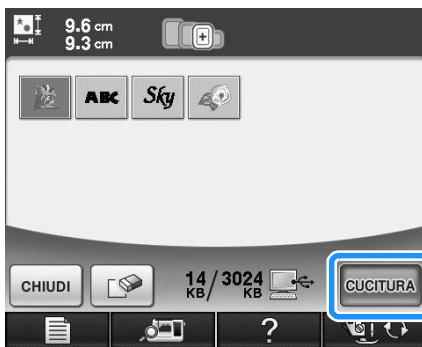 9.6 cm
9.3 cm
ABC Sky
CHIUDI 14 KB / 3024 KB CUCITURA
?